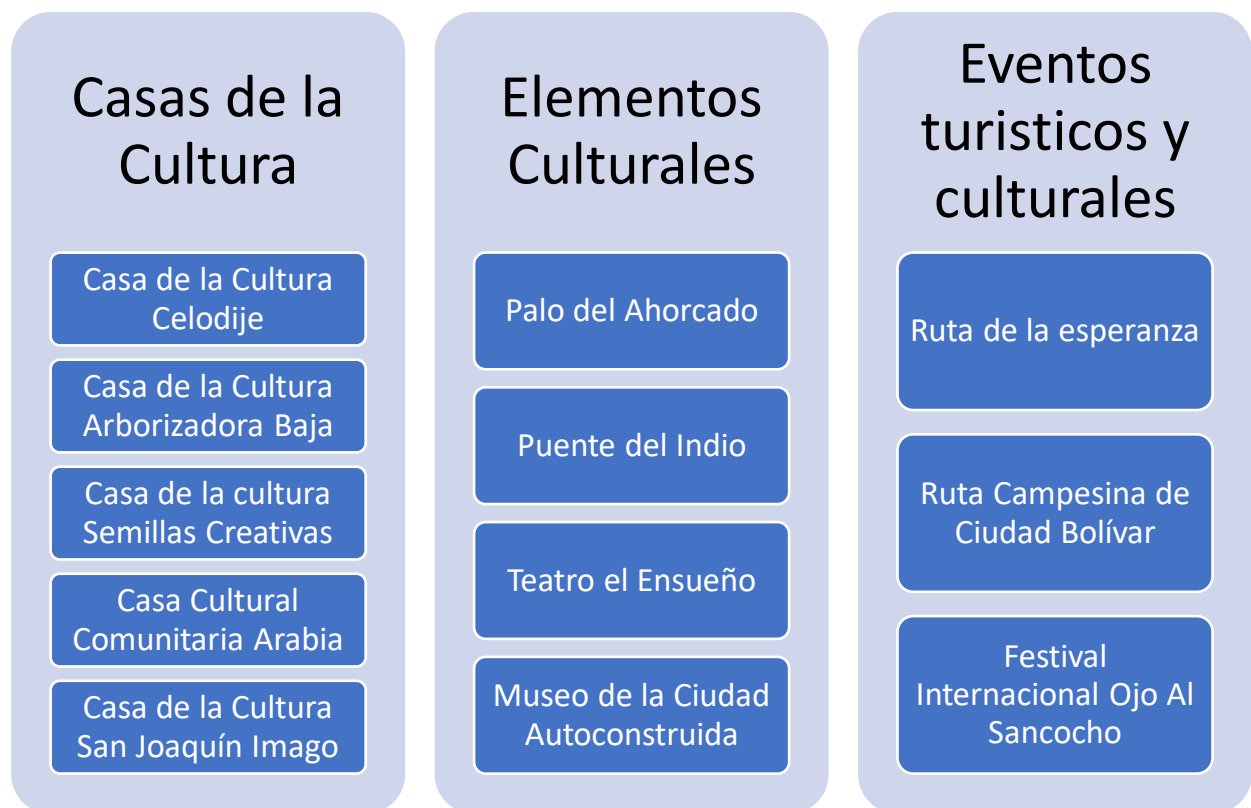 Casas de la
Cultura
Casa de la Cultura
Celodije
Casa de la Cultura
Arborizadora Baja
Casa de la cultura
Semillas Creativas
Casa Cultural
Comunitaria Arabia
Casa de la Cultura
San Joaquín Imago
Elementos
Culturales
Palo del Ahorcado
Puente del Indio
Teatro el Ensueño
Museo de la Ciudad
Autoconstruida
Eventos
turisticos y
culturales
Ruta de la esperanza
Ruta Campesina de
Ciudad Bolívar
Festival
Internacional Ojo Al
Sancocho